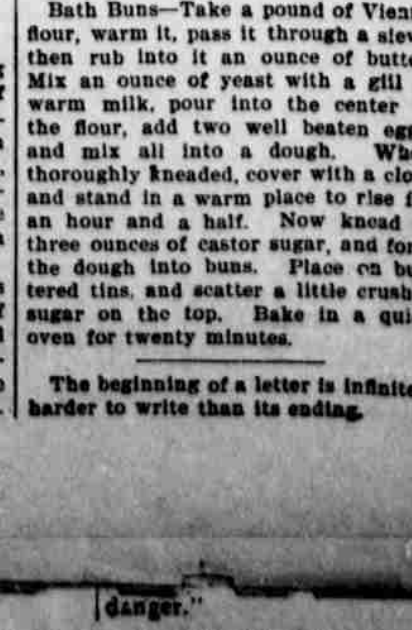 Bath Buns—Take a pound of Vien
flour, warm it, pass it through a siev
then rub into it an ounce of butte
Mix an ounce of yeast with a gill
warm milk, pour into the center
the flour, add two well beaten egg
and mix all into a dough. Whe
thoroughly kneaded, cover with a clo
and stand in a warm place to rise f
an hour and a half. Now knead
three ounces of castor sugar, and for
the dough into buns. Place on bu
tered tins, and scatter a little crush
sugar on the top. Bake in a qui
oven for twenty minutes.
The beginning of a letter is infinite
harder to write than its ending.
danger."